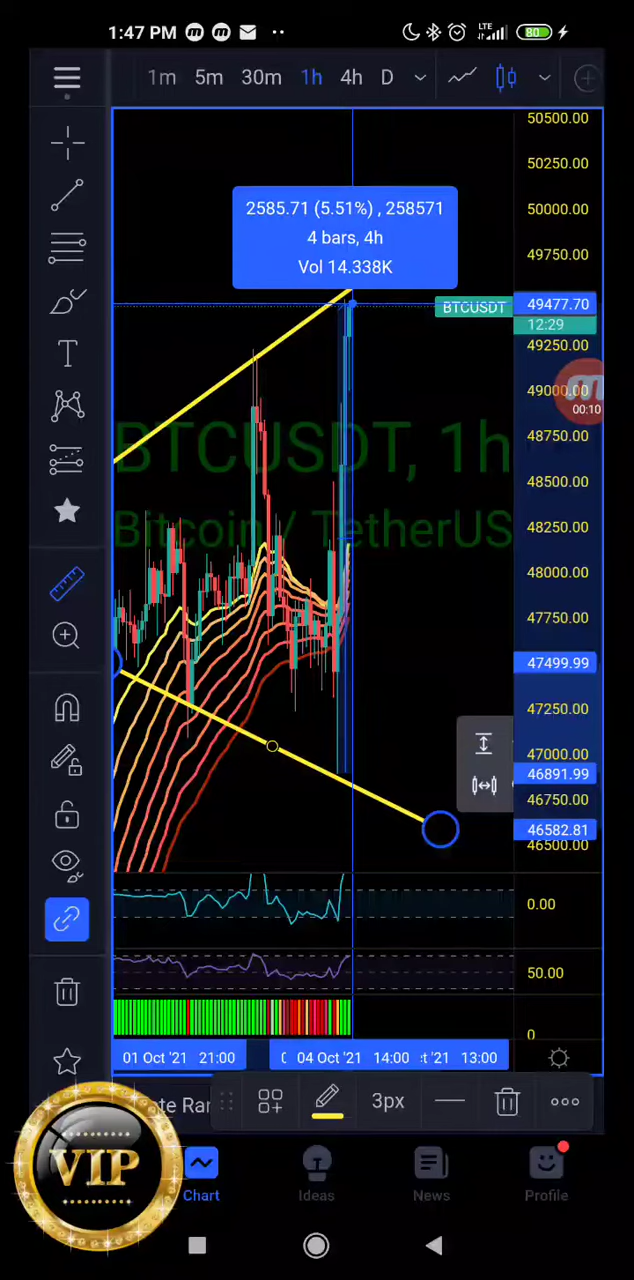 1:47 PM
LTE
80
1m 5m 30m 1h 4h D
50500.00
50250.00
50000.00
49750.00
2585.71 (5.51%) , 258571
4 bars, 4h
Vol 14.338K
BTCUSDT 49477.70
12:29
49250.00
49000.00
00:10
48750.00
BTCUSDT, 1h
48500.00
Bitcoin / TetherUS
48250.00
48000.00
47750.00
47499.99
47250.00
47000.00
46891.99
46750.00
46582.81
46500.00
0.00
50.00
0
01 Oct '21 21:00 04 Oct '21 14:00 13:00
te Ran
3px
VIP
Chart Ideas News Profile